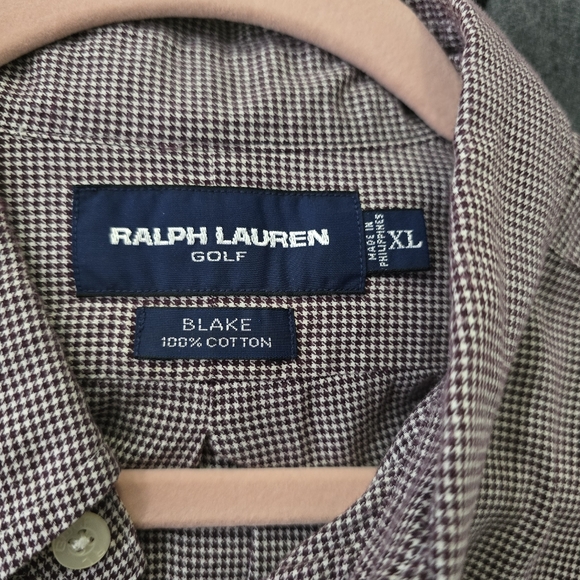 RALPH LAUREN
GOLF
MADE IN
PHILIPPINES
XL
BLAKE
100% COTTON